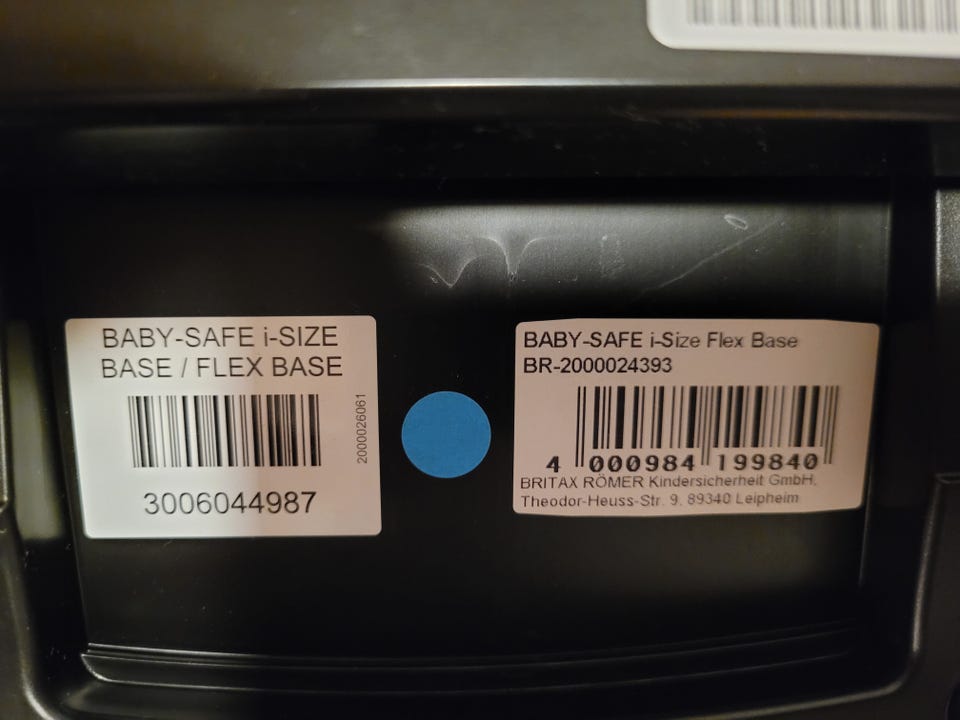 BABY-SAFE i-SIZE
BASE / FLEX BASE
2000026061
3006044987
BABY-SAFE i-Size Flex Base
BR-2000024393
4 000984 199840
BRITAX RÖMER Kindersicherheit GmbH,
Theodor-Heuss-Str. 9, 89340 Leipheim